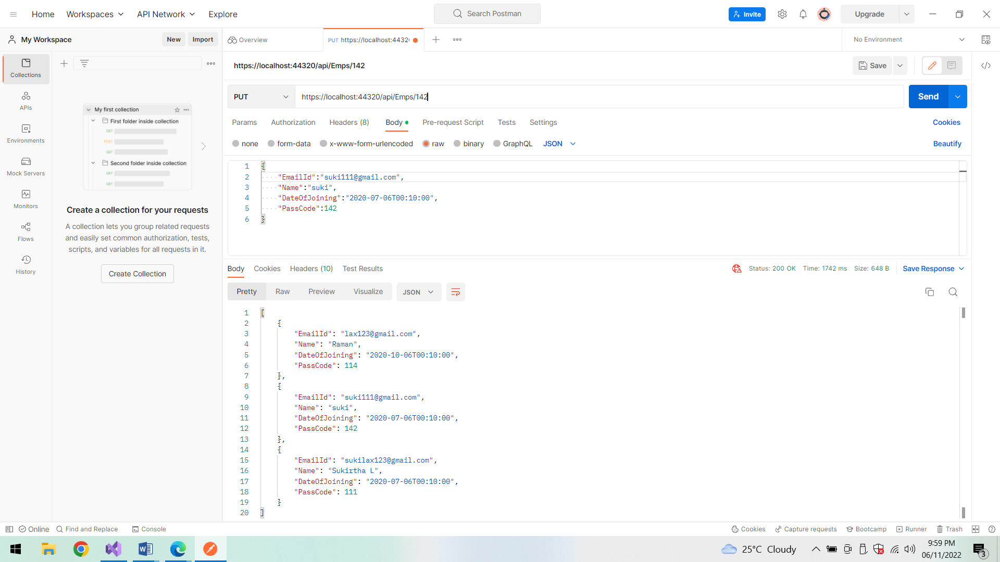 Home Workspaces API Network Explore Search Postman Invite Upgrade
My Workspace New Import Overview PUT https://localhost:4432 No Environment
Collections
APIs
Environments
Mock Servers
Monitors
Flows
History
My first collection
First folder inside collection
GET
POST
GET
Second folder inside collection
GET
GET
Create a collection for your requests
A collection lets you group related requests
and easily set common authorization, tests,
scripts, and variables for all requests in it.
Create Collection
https://localhost:44320/api/Emps/142 Save
PUT https://localhost:44320/api/Emps/142 Send
Params Authorization Headers (8) Body Pre-request Script Tests Settings Cookies
none form-data x-www-form-urlencoded raw binary GraphQL JSON Beautify
1 {
2 "EmailId":"suki111@gmail.com",
3 "Name":"suki",
4 "DateOfJoining":"2020-07-06T00:10:00",
5 "PassCode":142
6 }
Body Cookies Headers (10) Test Results Status: 200 OK Time: 1742 ms Size: 648 B Save Response
Pretty Raw Preview Visualize JSON
1 [
2 {
3 "EmailId": "lax123@gmail.com",
4 "Name": "Raman",
5 "DateOfJoining": "2020-10-06T00:10:00",
6 "PassCode": 114
7 },
8 {
9 "EmailId": "suki111@gmail.com",
10 "Name": "suki",
11 "DateOfJoining": "2020-07-06T00:10:00",
12 "PassCode": 142
13 },
14 {
15 "EmailId": "sukilax123@gmail.com",
16 "Name": "Sukirtha L",
17 "DateOfJoining": "2020-07-06T00:10:00",
18 "PassCode": 111
19 }
20 ]
Online Find and Replace Console Cookies Capture requests Bootcamp Runner Trash
25°C Cloudy 9:59 PM
06/11/2022 3